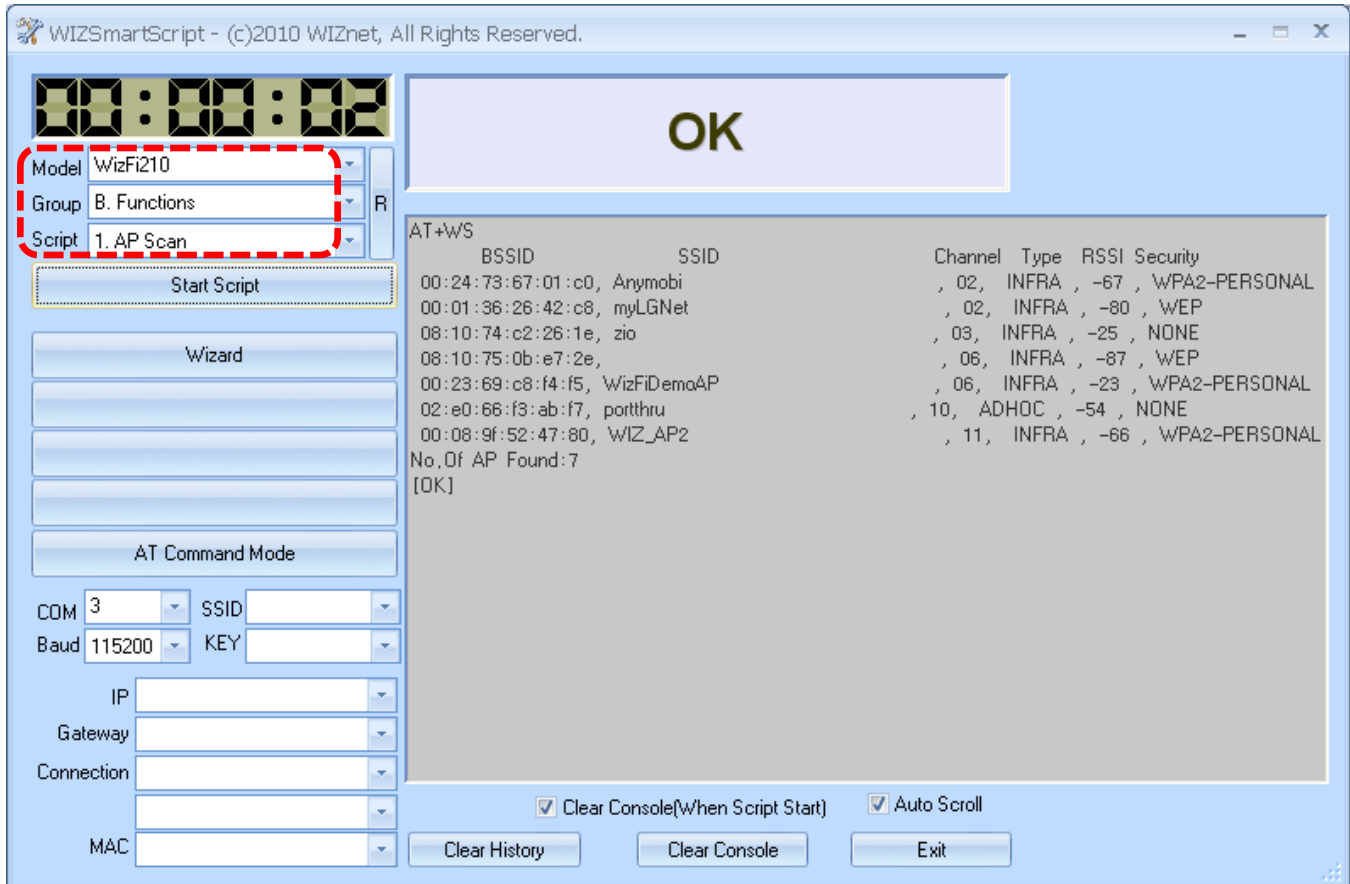 WIZSmartScript - (c)2010 WIZnet, All Rights Reserved.
00:00:02
OK
Model WizFi210
Group B. Functions
R
Script 1. AP Scan
Start Script
Wizard
AT Command Mode
COM 3 SSID
Baud 115200 KEY
IP
Gateway
Connection
MAC
AT+WS
BSSID SSID Channel Type RSSI Security
00:24:73:67:01:c0, Anymobi , 02, INFRA , -67 , WPA2-PERSONAL
00:01:36:26:42:c8, myLGNet , 02, INFRA , -80 , WEP
08:10:74:c2:26:1e, zio , 03, INFRA , -25 , NONE
08:10:75:0b:e7:2e, , 06, INFRA , -87 , WEP
00:23:69:c8:f4:f5, WizFiDemoAP , 06, INFRA , -23 , WPA2-PERSONAL
02:e0:66:f3:ab:f7, portthru , 10, ADHOC , -54 , NONE
00:08:9f:52:47:80, WIZ_AP2 , 11, INFRA , -66 , WPA2-PERSONAL
No.Of AP Found:7
[OK]
Clear Console(When Script Start) Auto Scroll
Clear History Clear Console Exit